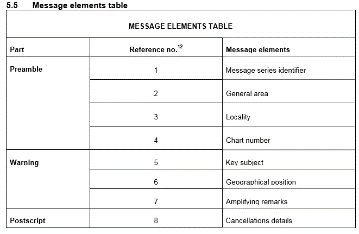 5.5 Message elements table
MESSAGE ELEMENTS TABLE
Part Reference no.12 Message elements
Preamble 1 Message series identifier
2 General area
3 Locality
4 Chart number
Warning 5 Key subject
6 Geographical position
7 Amplifying remarks
Postscript 8 Cancellations details